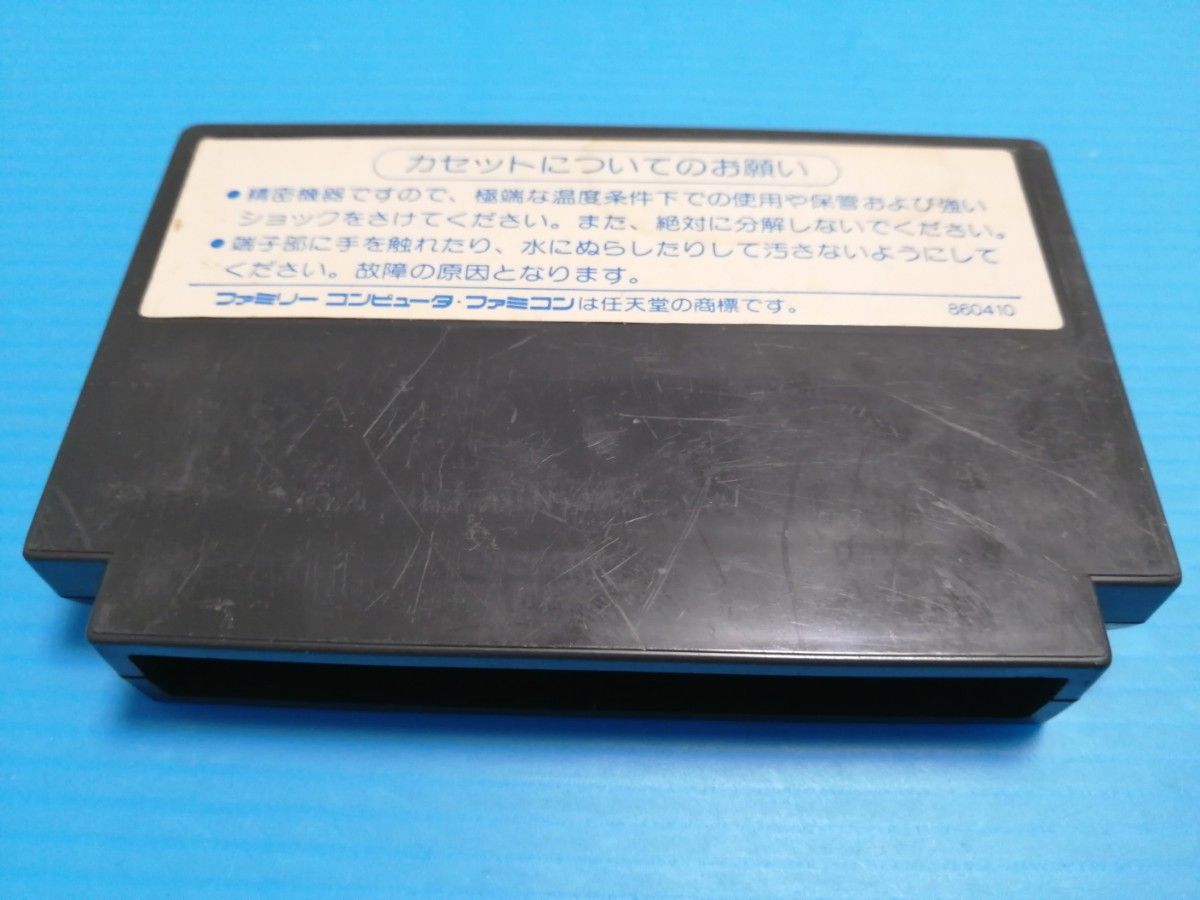 カセットについてのお願い
●精密機器ですので、極端な温度条件下での使用や保管および強い
ショックをさけてください。また、絶対に分解しないでください。
●端子部に手を触れたり、水にぬらしたりして汚さないようにして
ください。故障の原因となります。
ファミリー コンピュータ・ファミコンは任天堂の商標です。 860410